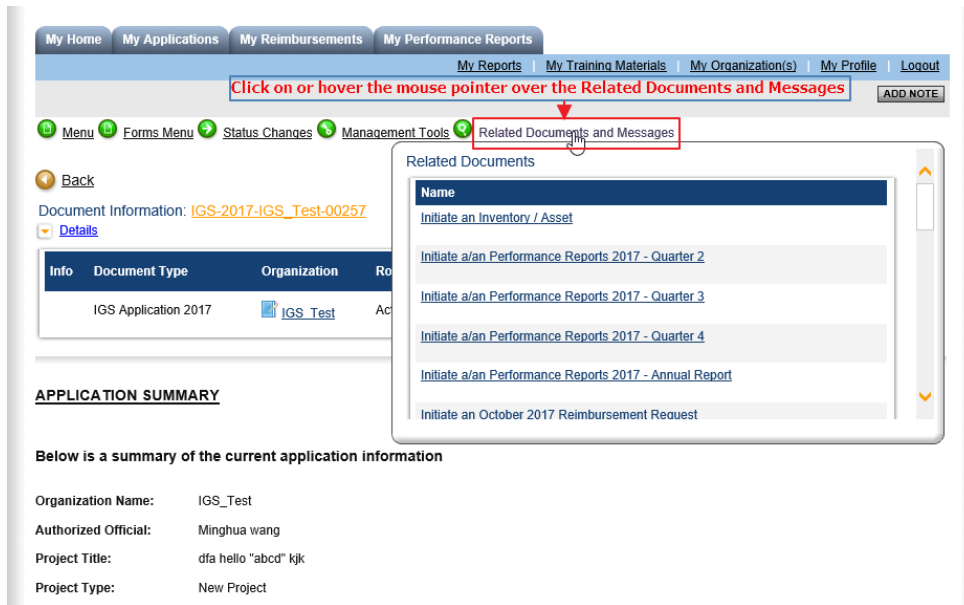 My Home My Applications My Reimbursements My Performance Reports
My Reports | My Training Materials | My Organization(s) | My Profile | Logout
Click on or hover the mouse pointer over the Related Documents and Messages
ADD NOTE
Menu Forms Menu Status Changes Management Tools Related Documents and Messages
Related Documents
Name
Initiate an Inventory / Asset
Initiate a/an Performance Reports 2017 - Quarter 2
Initiate a/an Performance Reports 2017 - Quarter 3
Initiate a/an Performance Reports 2017 - Quarter 4
Initiate a/an Performance Reports 2017 - Annual Report
Initiate an October 2017 Reimbursement Request
Back
Document Information: IGS-2017-IGS_Test-00257
Details
Info Document Type Organization Ro
IGS Application 2017 IGS_Test Ac
APPLICATION SUMMARY
Below is a summary of the current application information
Organization Name: IGS_Test
Authorized Official: Minghua wang
Project Title: dfa hello "abcd" kjk
Project Type: New Project